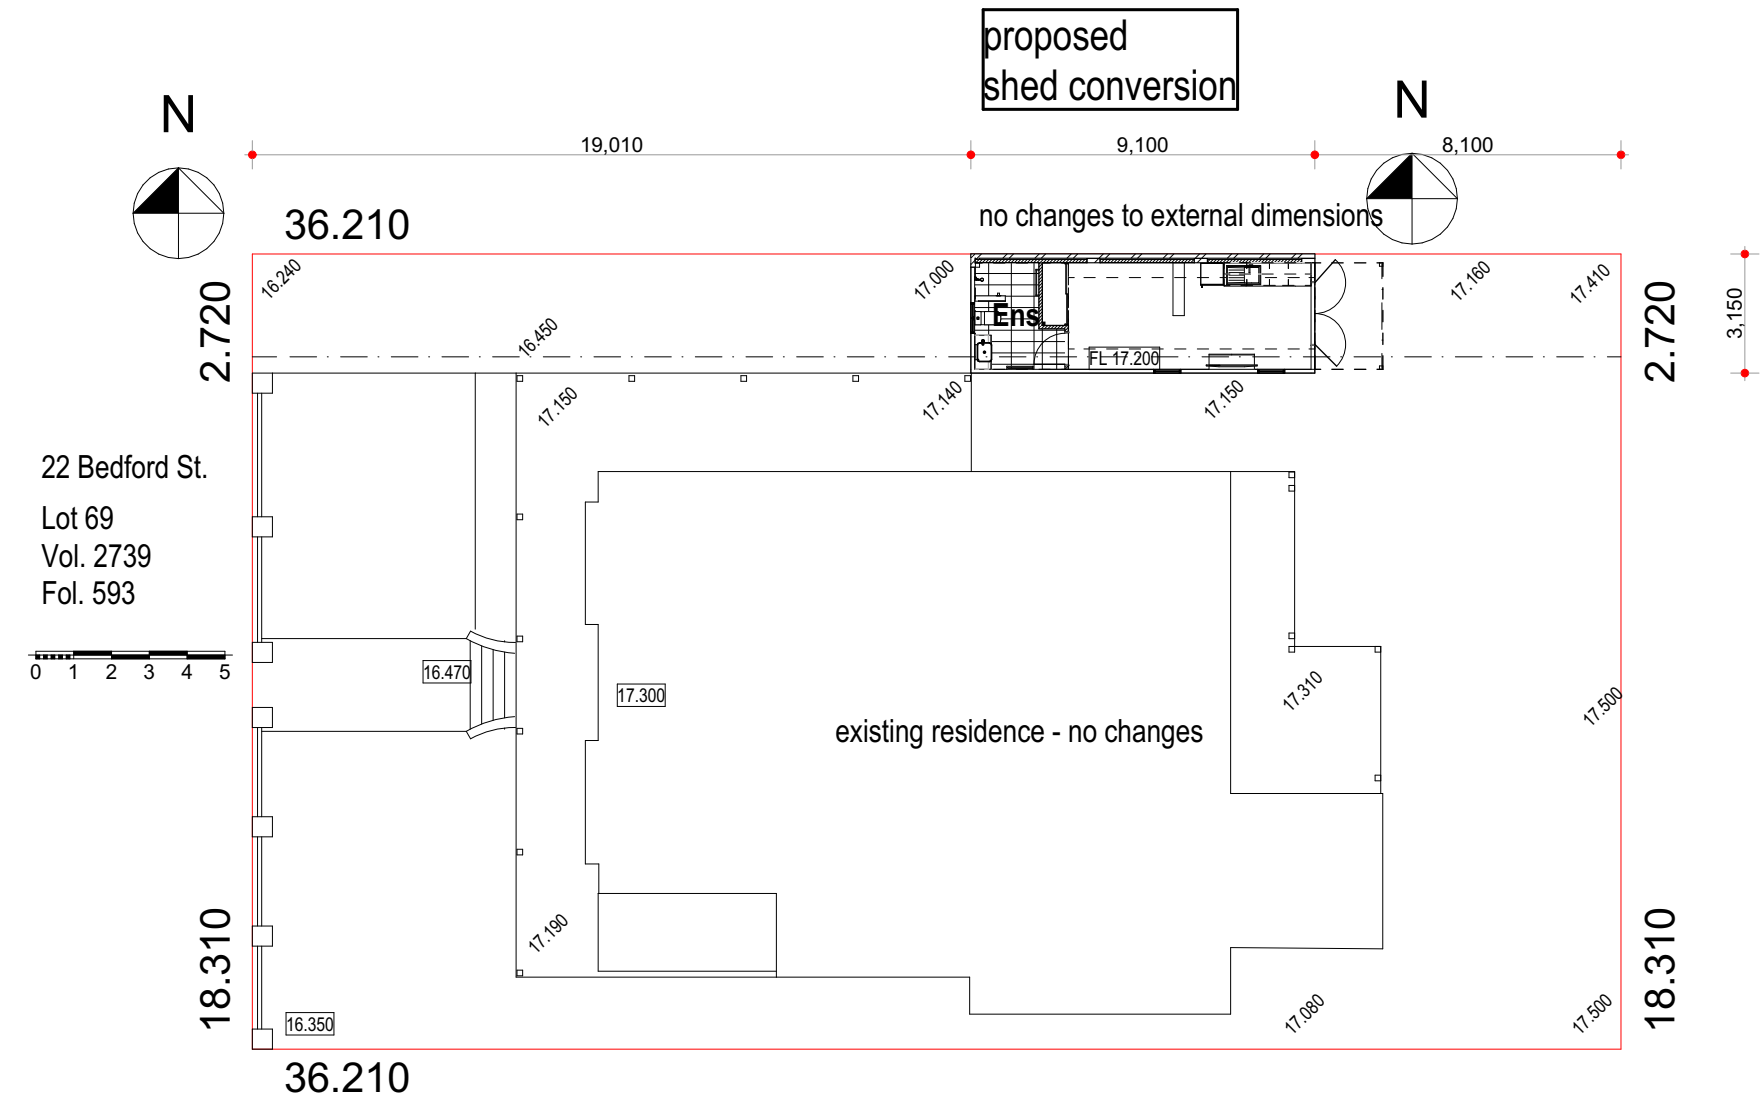 proposed
shed conversion
N
N
19,010
9,100
8,100
36.210
no changes to external dimensions
16.240
17.000
17.160
17.410
2.720
2.720
3,150
16.450
Ens.
FL 17.200
17.150
17.140
17.150
22 Bedford St.
Lot 69
Vol. 2739
Fol. 593
0 1 2 3 4 5
16.470
17.300
17.310
17.500
existing residence - no changes
17.190
18.310
18.310
16.350
17.080
17.500
36.210